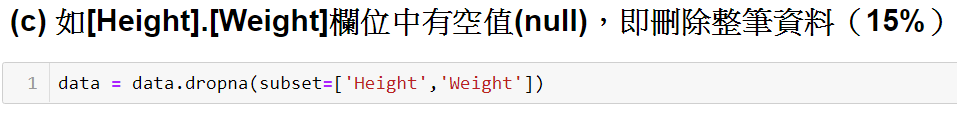 (c) 如[Height].[Weight]欄位中有空值(null)，即刪除整筆資料（15%）
1 data = data.dropna(subset=['Height','Weight'])